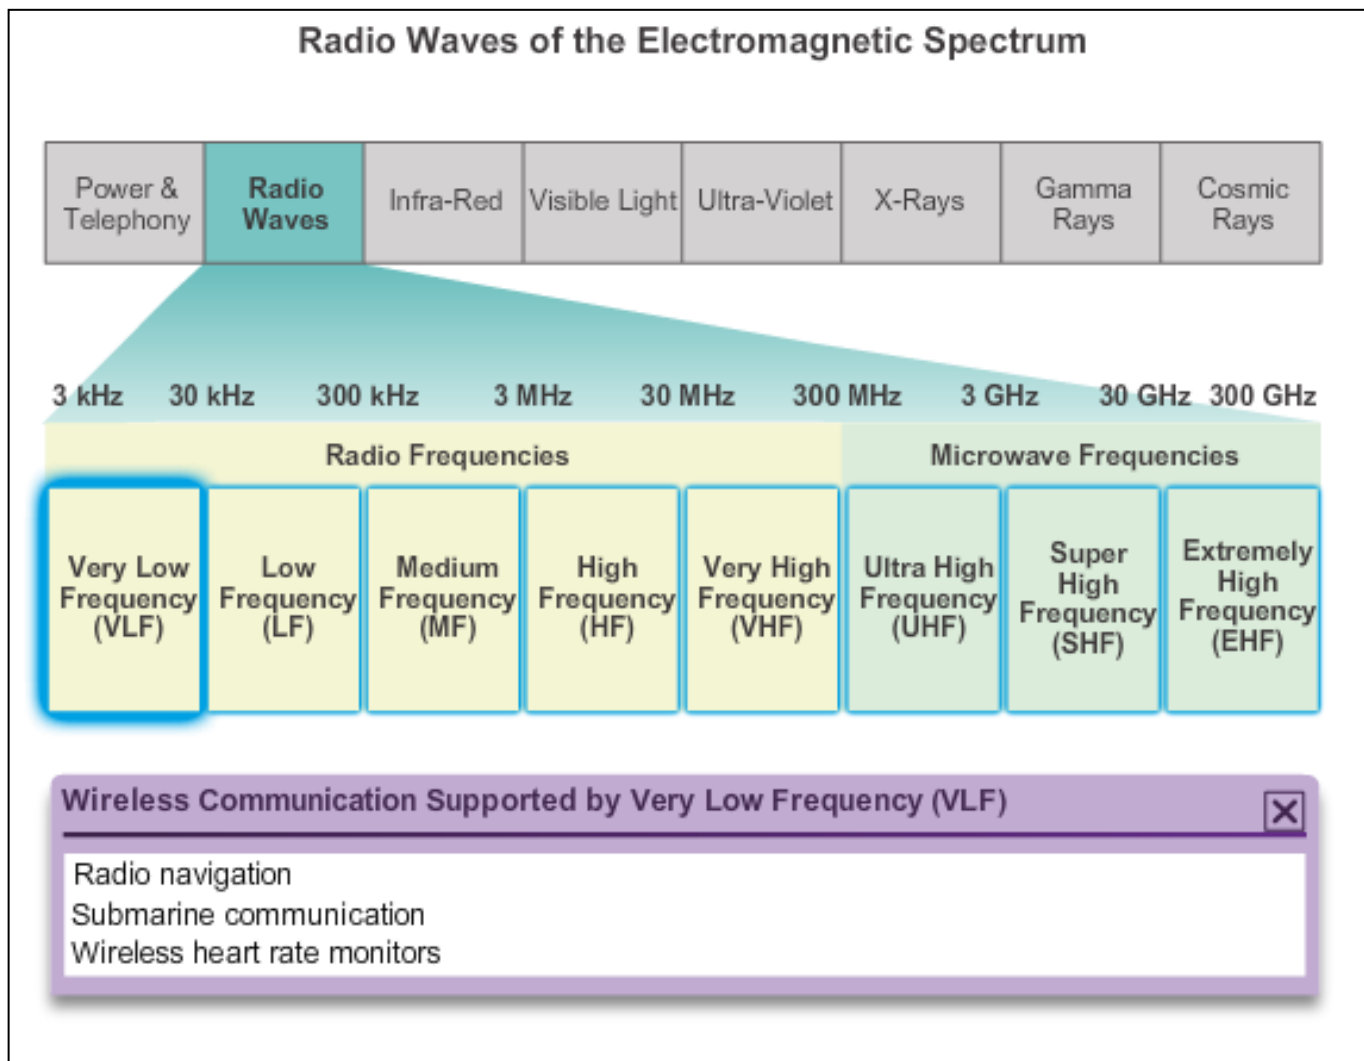 Radio Waves of the Electromagnetic Spectrum
Power &
Telephony
Radio
Waves
Infra-Red
Visible Light
Ultra-Violet
X-Rays
Gamma
Rays
Cosmic
Rays
3 kHz 30 kHz 300 kHz 3 MHz 30 MHz 300 MHz 3 GHz 30 GHz 300 GHz
Radio Frequencies
Microwave Frequencies
Very Low
Frequency
(VLF)
Low
Frequency
(LF)
Medium
Frequency
(MF)
High
Frequency
(HF)
Very High
Frequency
(VHF)
Ultra High
Frequency
(UHF)
Super
High
Frequency
(SHF)
Extremely
High
Frequency
(EHF)
Wireless Communication Supported by Very Low Frequency (VLF)
Radio navigation
Submarine communication
Wireless heart rate monitors